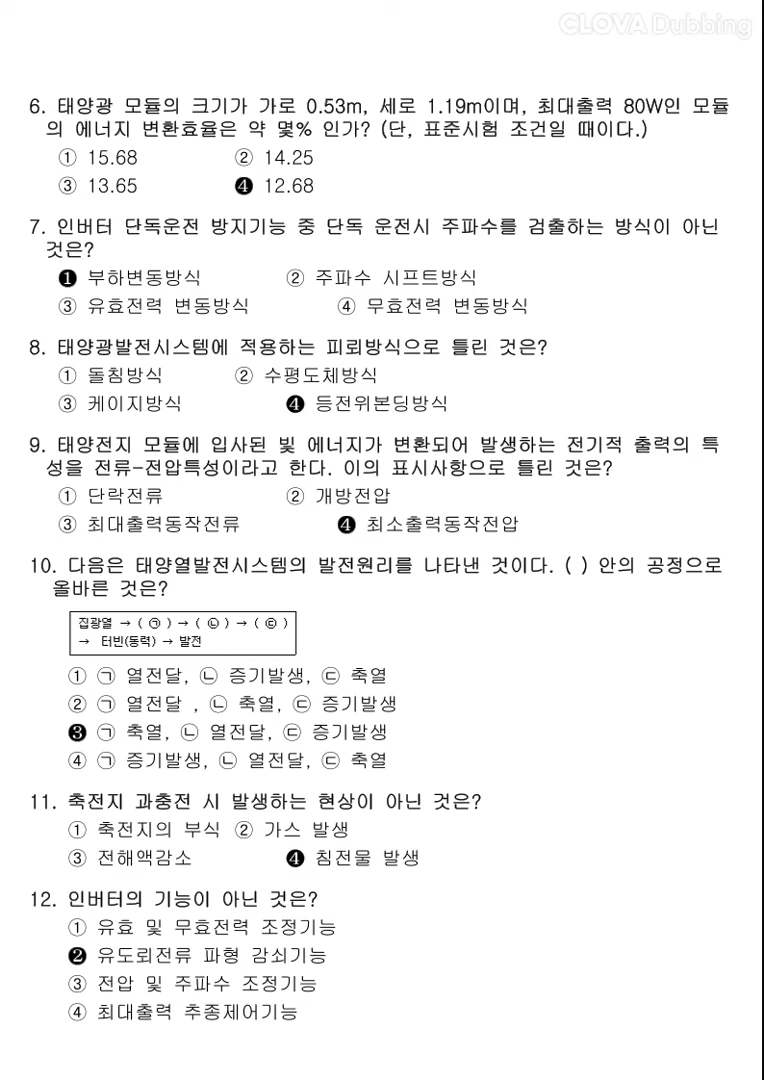 CLOVA Dubbing
6. 태양광 모듈의 크기가 가로 0.53m, 세로 1.19m이며, 최대출력 80W인 모듈
의 에너지 변환효율은 약 몇% 인가? (단, 표준시험 조건일 때이다.)
① 15.68 ② 14.25
③ 13.65 ❹ 12.68
7. 인버터 단독운전 방지기능 중 단독 운전시 주파수를 검출하는 방식이 아닌
것은?
❶ 부하변동방식 ② 주파수 시프트방식
③ 유효전력 변동방식 ④ 무효전력 변동방식
8. 태양광발전시스템에 적용하는 피뢰방식으로 틀린 것은?
① 돌침방식 ② 수평도체방식
③ 케이지방식 ❹ 등전위본딩방식
9. 태양전지 모듈에 입사된 빛 에너지가 변환되어 발생하는 전기적 출력의 특
성을 전류-전압특성이라고 한다. 이의 표시사항으로 틀린 것은?
① 단락전류 ② 개방전압
③ 최대출력동작전류 ❹ 최소출력동작전압
10. 다음은 태양열발전시스템의 발전원리를 나타낸 것이다. ( ) 안의 공정으로
올바른 것은?
집광열 → ( ㉠ ) → ( ㉡ ) → ( ㉢ )
→ 터빈(동력) → 발전
① ㉠ 열전달, ㉡ 증기발생, ㉢ 축열
② ㉠ 열전달 , ㉡ 축열, ㉢ 증기발생
❸ ㉠ 축열, ㉡ 열전달, ㉢ 증기발생
④ ㉠ 증기발생, ㉡ 열전달, ㉢ 축열
11. 축전지 과충전 시 발생하는 현상이 아닌 것은?
① 축전지의 부식 ② 가스 발생
③ 전해액감소 ❹ 침전물 발생
12. 인버터의 기능이 아닌 것은?
① 유효 및 무효전력 조정기능
❷ 유도뢰전류 파형 감쇠기능
③ 전압 및 주파수 조정기능
④ 최대출력 추종제어기능